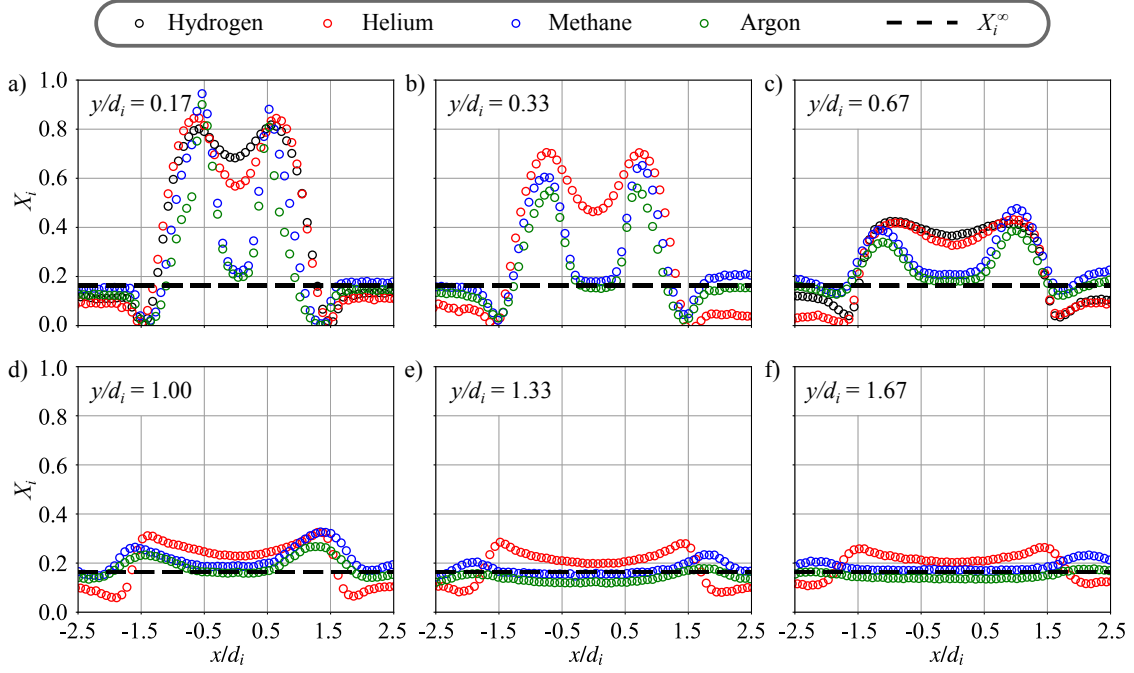 Hydrogen Helium Methane Argon X_i^∞
a) b) c)
y/d_i = 0.17 y/d_i = 0.33 y/d_i = 0.67
1.0
0.8
0.6
0.4
0.2
0.0
X_i
d) e) f)
y/d_i = 1.00 y/d_i = 1.33 y/d_i = 1.67
1.0
0.8
0.6
0.4
0.2
0.0
X_i
-2.5 -1.5 -0.5 0.5 1.5 -2.5 -1.5 -0.5 0.5 1.5 -2.5 -1.5 -0.5 0.5 1.5 2.5
x/d_i x/d_i x/d_i